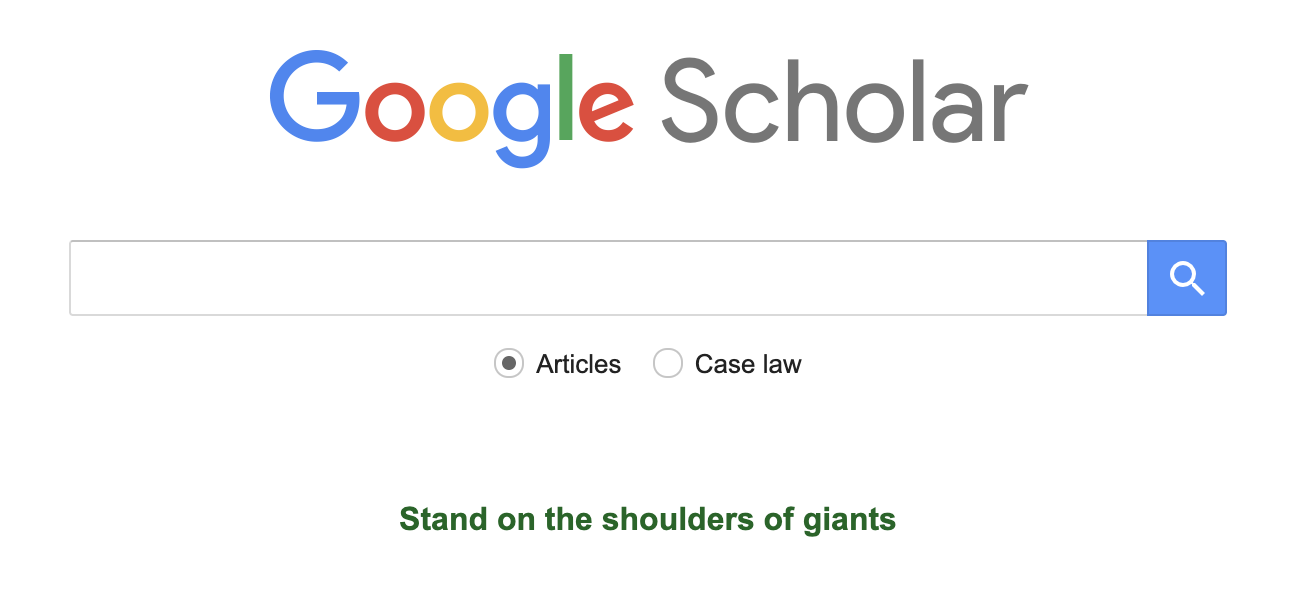 Google Scholar
Articles Case law
Stand on the shoulders of giants